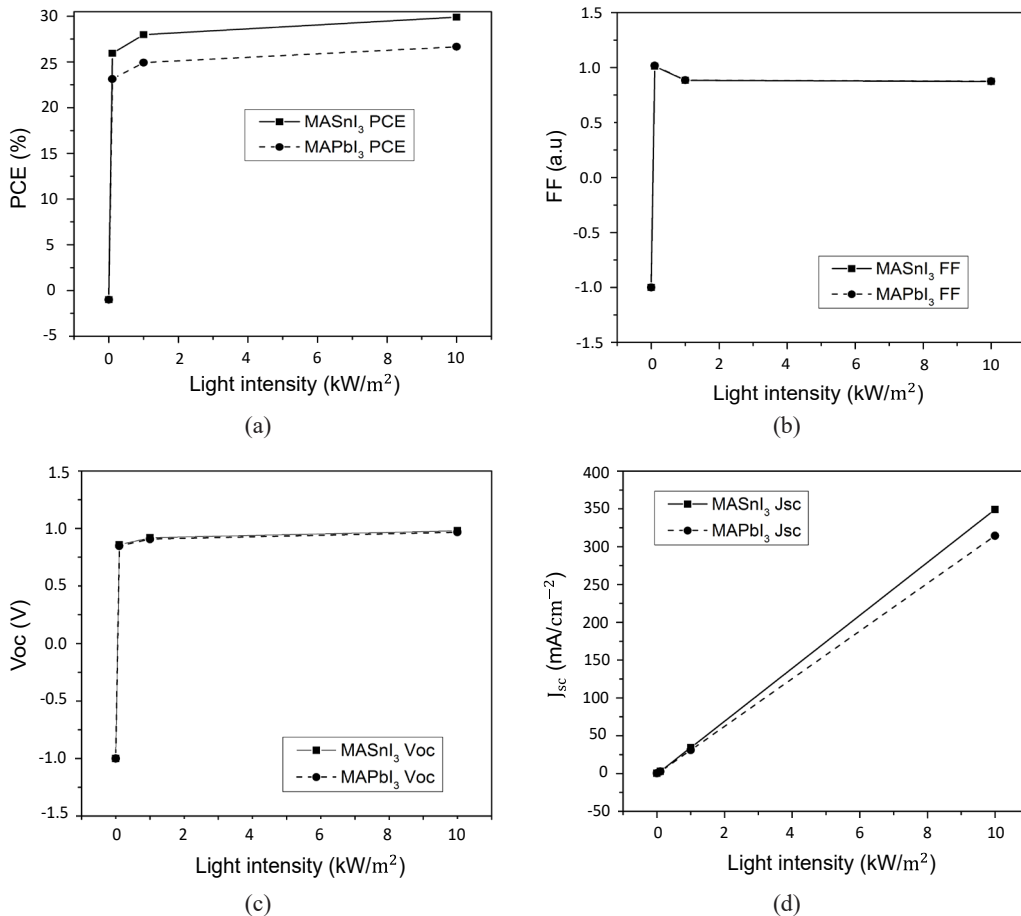 30
25
20
15
10
5
0
-5
PCE (%)
MASnI₃ PCE
MAPbI₃ PCE
0 2 4 6 8 10
Light intensity (kW/m²)
(a)
1.5
1.0
0.5
0.0
-0.5
-1.0
-1.5
FF (a.u)
MASnI₃ FF
MAPbI₃ FF
0 2 4 6 8 10
Light intensity (kW/m²)
(b)
1.5
1.0
0.5
0.0
-0.5
-1.0
-1.5
Voc (V)
MASnI₃ Voc
MAPbI₃ Voc
0 2 4 6 8 10
Light intensity (kW/m²)
(c)
400
350
300
250
200
150
100
50
0
-50
J_sc (mA/cm⁻²)
MASnI₃ Jsc
MAPbI₃ Jsc
0 2 4 6 8 10
Light intensity (kW/m²)
(d)